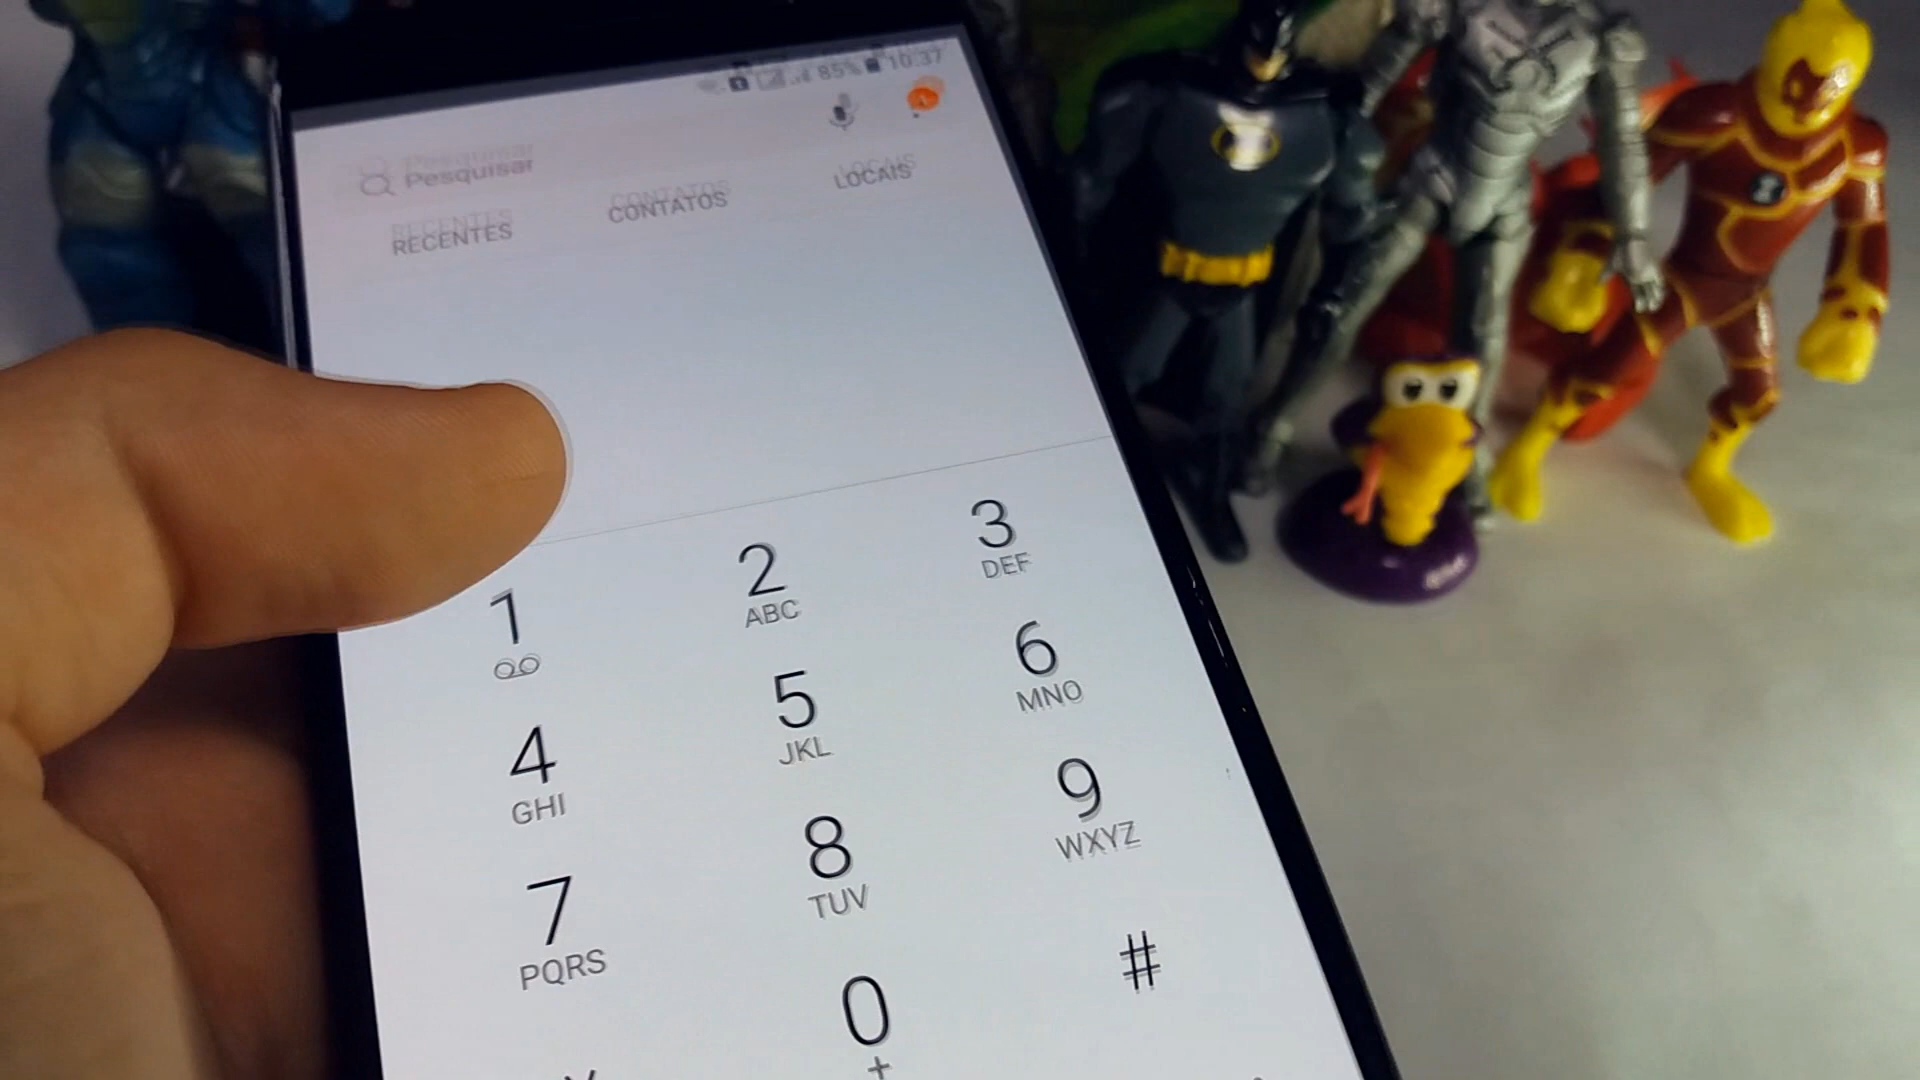 85% 10:37
Pesquisar
RECENTES CONTATOS LOCAIS
1 2 3
ABC DEF
4 5 6
GHI JKL MNO
7 8 9
PQRS TUV WXYZ
0 #
+